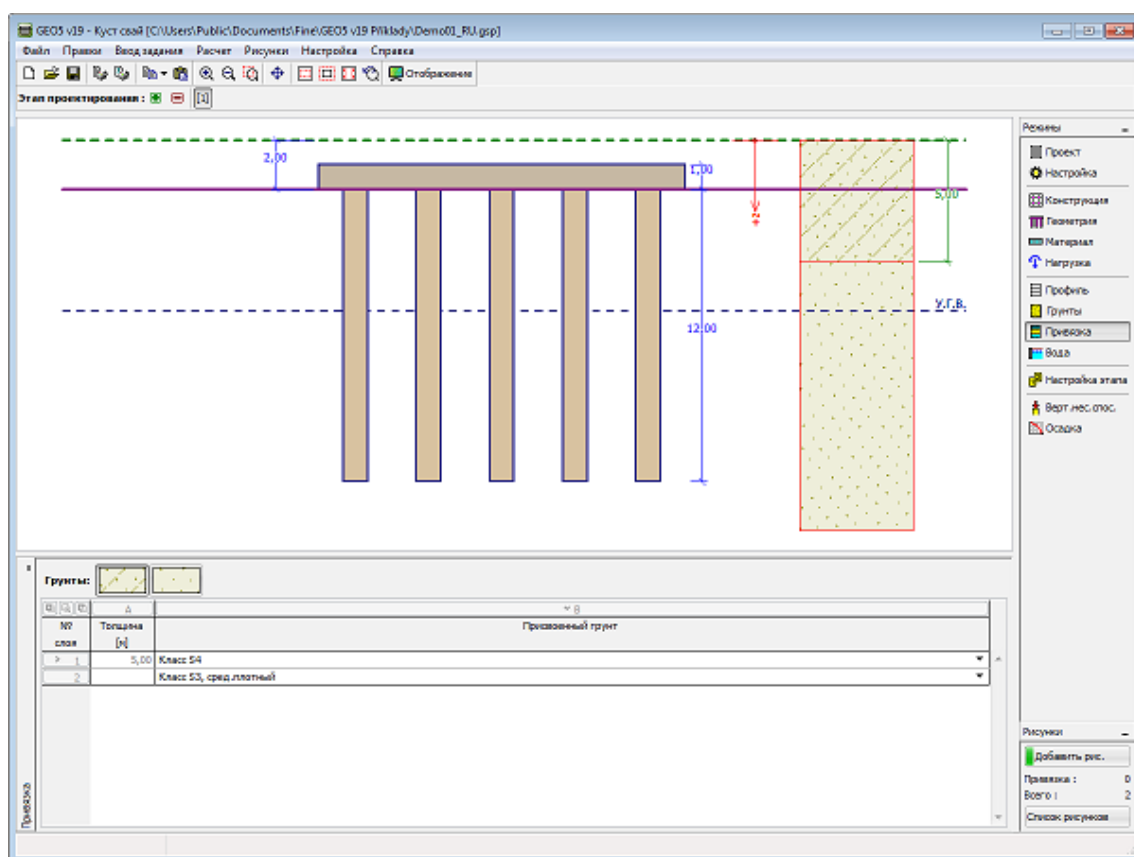 GEO5 v19 - Куст свай [C:\Users\Public\Documents\Fine\GEO5 v19 Příklady\Demo01_RU.gsp]
Файл Правки Ввод задания Расчет Рисунки Настройка Справка
Отображение
Этап проектирования : [1]
2,00
1,00
5,00
+z
У.Г.В.
12,00
Режимы
Проект
Настройка
Конструкция
Геометрия
Материал
Нагрузка
Профиль
Грунты
Привязка
Вода
Настройка этапа
Верт.нес.спос.
Осадка
Грунты:
A B
№ слоя Толщина [м] Присвоенный грунт
> 1 5,00 Класс S4
2 Класс S3, сред.плотный
Привязка
Рисунки
Добавить рис.
Привязка : 0
Всего : 2
Список рисунков